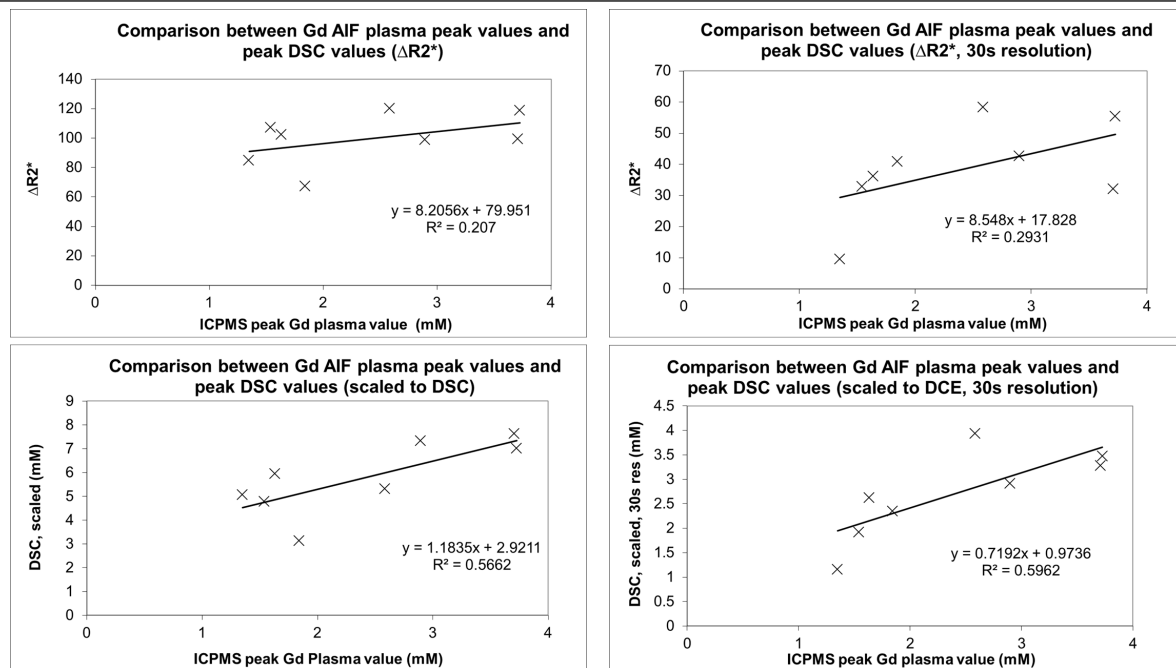 Comparison between Gd AIF plasma peak values and
peak DSC values (∆R2*)
140
120
100
80
60
40
20
0
∆R2*
y = 8.2056x + 79.951
R² = 0.207
0 1 2 3 4
ICPMS peak Gd plasma value (mM)
Comparison between Gd AIF plasma peak values and
peak DSC values (∆R2*, 30s resolution)
70
60
50
40
30
20
10
0
∆R2*
y = 8.548x + 17.828
R² = 0.2931
0 1 2 3 4
ICPMS peak Gd plasma value (mM)
Comparison between Gd AIF plasma peak values and
peak DSC values (scaled to DSC)
9
8
7
6
5
4
3
2
1
0
DSC, scaled (mM)
y = 1.1835x + 2.9211
R² = 0.5662
0 1 2 3 4
ICPMS peak Gd Plasma value (mM)
Comparison between Gd AIF plasma peak values and
peak DSC values (scaled to DCE, 30s resolution)
4.5
4
3.5
3
2.5
2
1.5
1
0.5
0
DSC, scaled, 30s res (mM)
y = 0.7192x + 0.9736
R² = 0.5962
0 1 2 3 4
ICPMS peak Gd plasma value (mM)